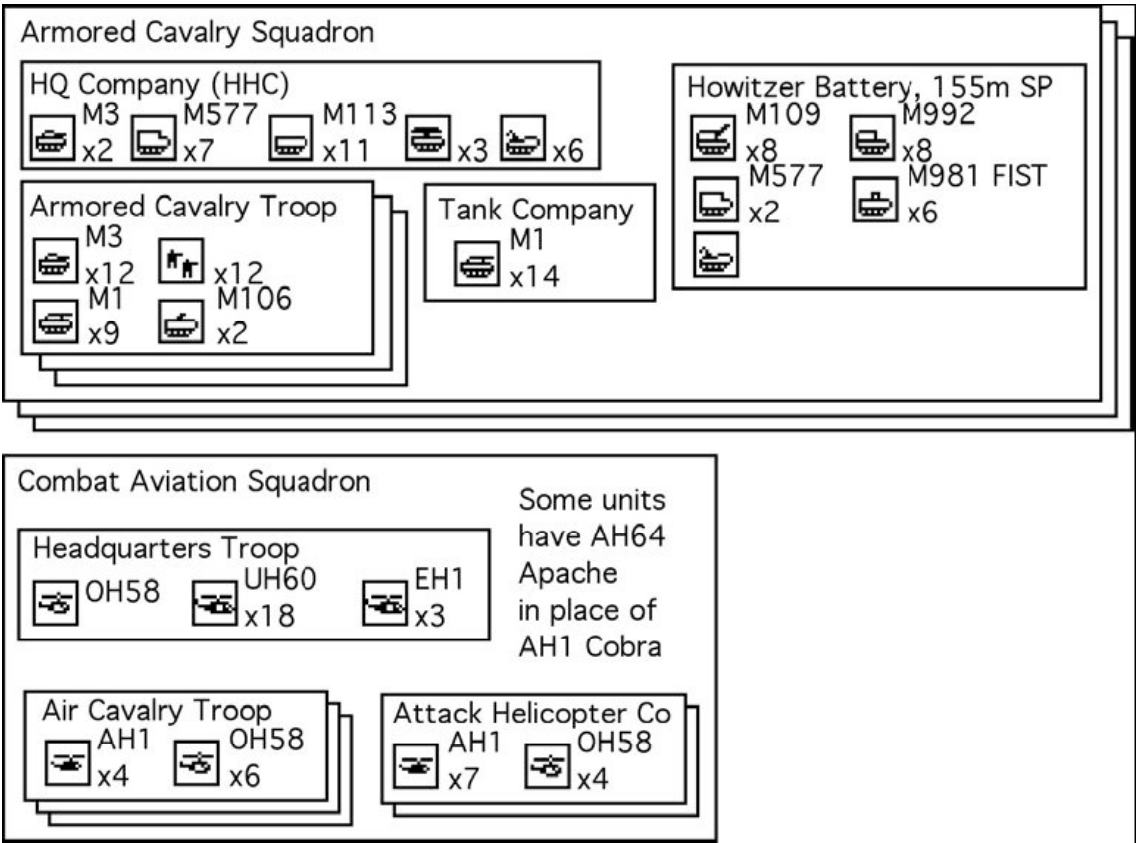 Armored Cavalry Squadron
HQ Company (HHC)
M3 M577 M113
x2 x7 x11 x3 x6
Howitzer Battery, 155m SP
M109 M992
x8 x8
M577 M981 FIST
x2 x6
Armored Cavalry Troop
M3
x12 x12
M1 M106
x9 x2
Tank Company
M1
x14
Combat Aviation Squadron
Headquarters Troop
OH58 UH60 EH1
x18 x3
Some units
have AH64
Apache
in place of
AH1 Cobra
Air Cavalry Troop
AH1 OH58
x4 x6
Attack Helicopter Co
AH1 OH58
x7 x4